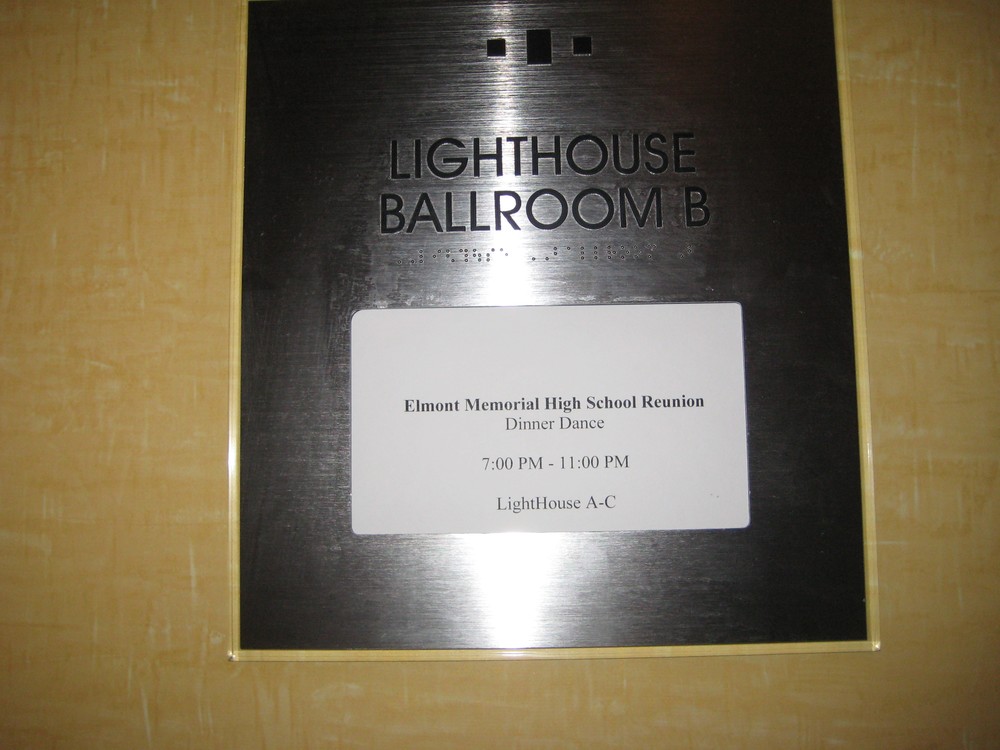 LIGHTHOUSE
BALLROOM B
Elmont Memorial High School Reunion
Dinner Dance
7:00 PM - 11:00 PM
LightHouse A-C